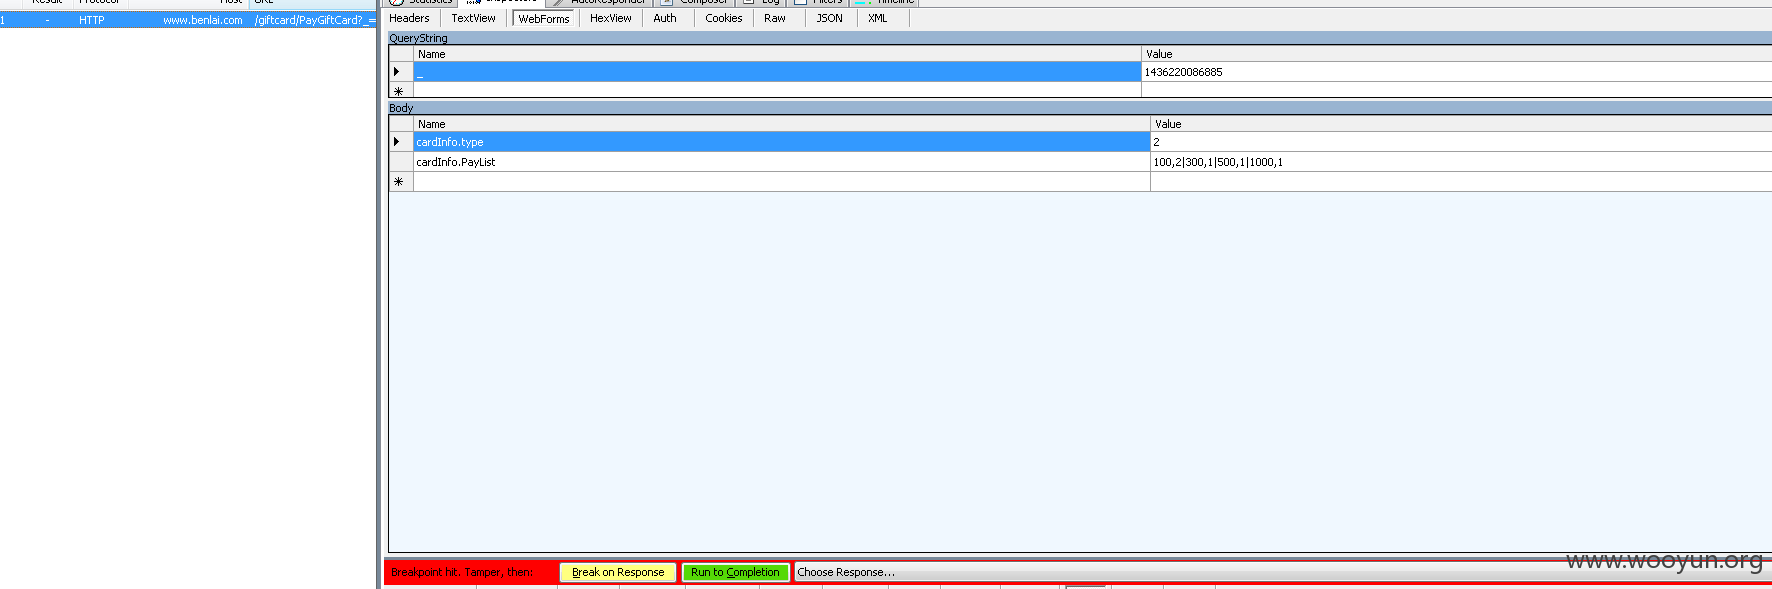 Result Protocol Host URL
Statistics Inspectors AutoResponder Composer Log Filters Timeline
1 - HTTP www.benlai.com /giftcard/PayGiftCard?_=
Headers TextView WebForms HexView Auth Cookies Raw JSON XML
QueryString
Name Value
_ 1436220086885
Body
Name Value
cardInfo.type 2
cardInfo.PayList 100,2|300,1|500,1|1000,1
Breakpoint hit. Tamper, then: Break on Response Run to Completion Choose Response...
www.wooyun.org